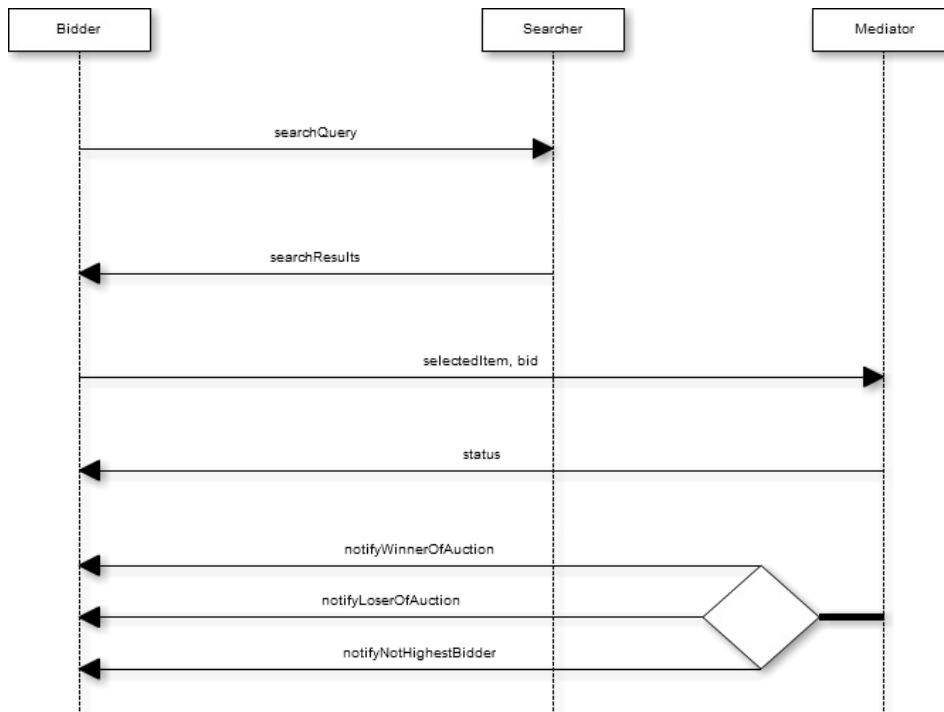 Bidder
Searcher
Mediator
searchQuery
searchResults
selectedItem, bid
status
notifyWinnerOfAuction
notifyLoserOfAuction
notifyNotHighestBidder